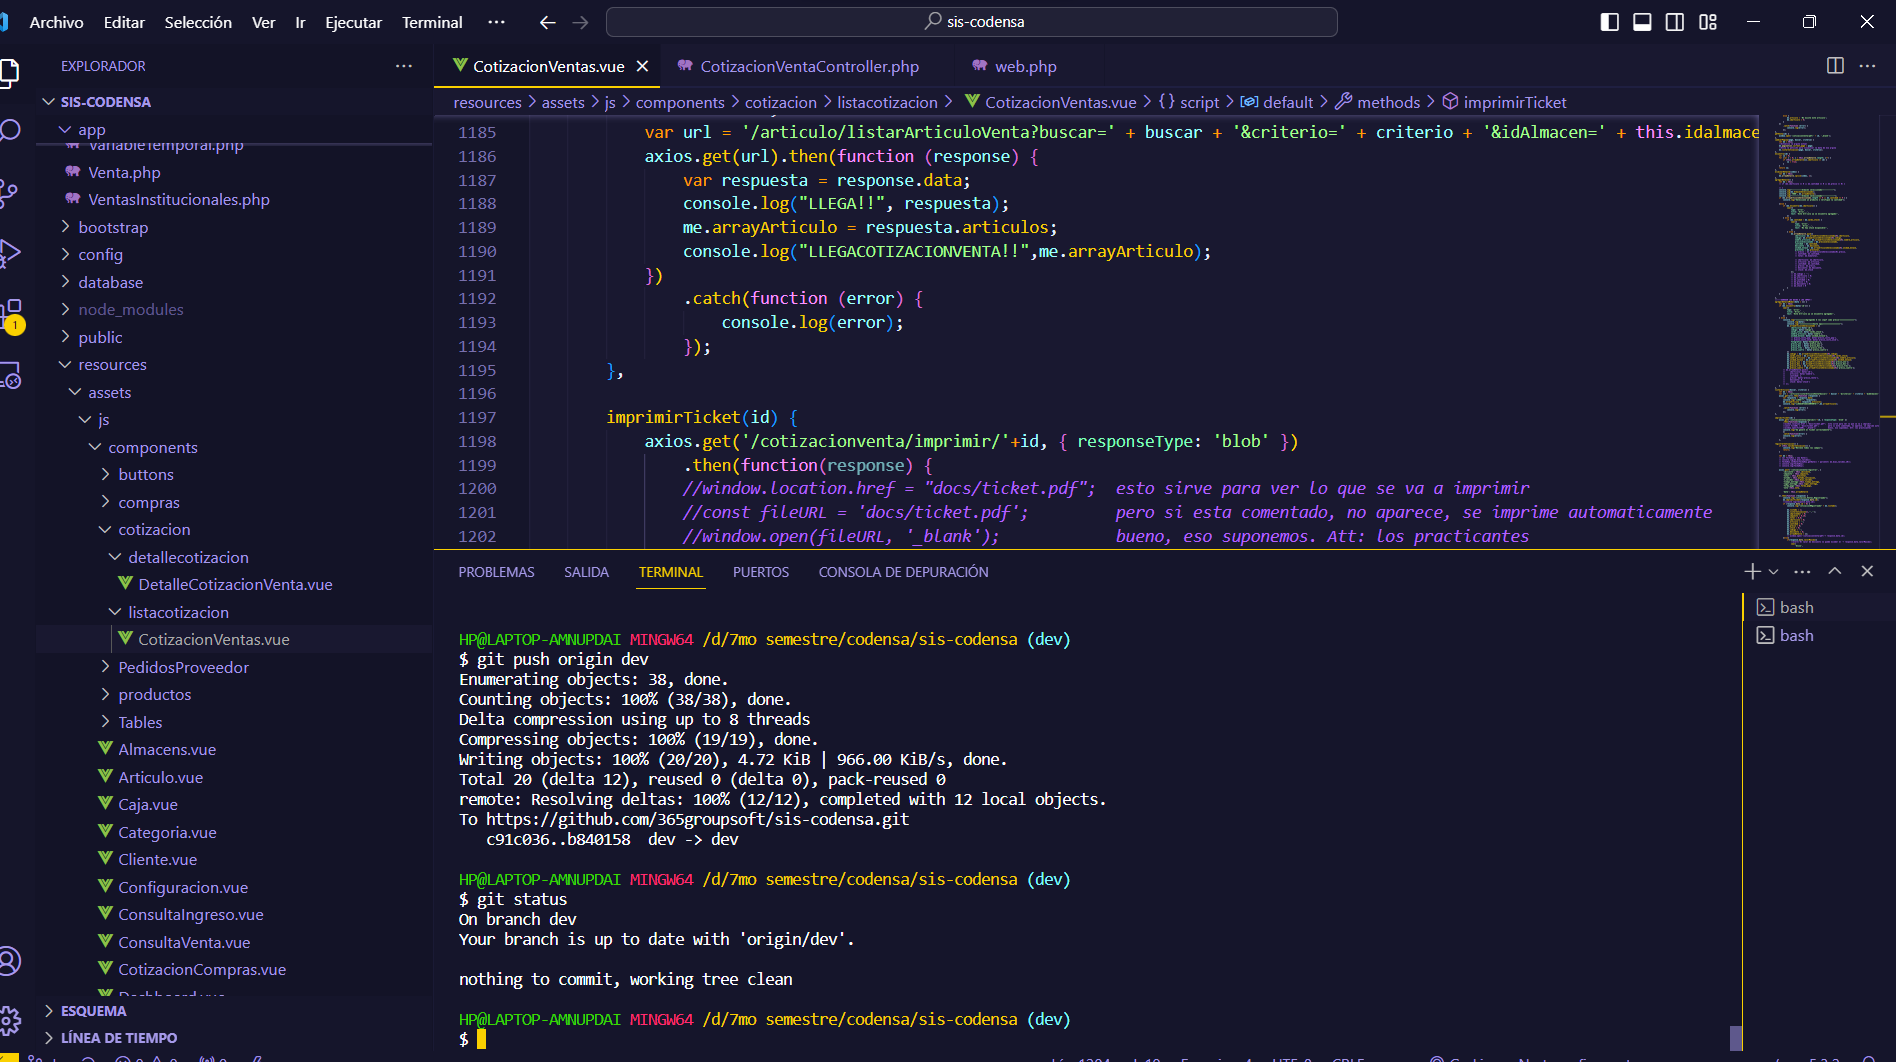 Archivo Editar Selección Ver Ir Ejecutar Terminal ··· sis-codensa
EXPLORADOR
SIS-CODENSA
app
variableTemporal.php
Venta.php
VentasInstitucionales.php
bootstrap
config
database
node_modules
public
resources
assets
js
components
buttons
compras
cotizacion
detallecotizacion
DetalleCotizacionVenta.vue
listacotizacion
CotizacionVentas.vue
PedidosProveedor
productos
Tables
Almacens.vue
Articulo.vue
Caja.vue
Categoria.vue
Cliente.vue
Configuracion.vue
ConsultaIngreso.vue
ConsultaVenta.vue
CotizacionCompras.vue
ESQUEMA
LÍNEA DE TIEMPO
1
CotizacionVentas.vue CotizacionVentaController.php web.php
resources > assets > js > components > cotizacion > listacotizacion > CotizacionVentas.vue > {} script > default > methods > imprimirTicket
1185 var url = '/articulo/listarArticuloVenta?buscar=' + buscar + '&criterio=' + criterio + '&idAlmacen=' + this.idalmace
1186 axios.get(url).then(function (response) {
1187 var respuesta = response.data;
1188 console.log("LLEGA!!", respuesta);
1189 me.arrayArticulo = respuesta.articulos;
1190 console.log("LLEGACOTIZACIONVENTA!!",me.arrayArticulo);
1191 })
1192 .catch(function (error) {
1193 console.log(error);
1194 });
1195 },
1196
1197 imprimirTicket(id) {
1198 axios.get('/cotizacionventa/imprimir/'+id, { responseType: 'blob' })
1199 .then(function(response) {
1200 //window.location.href = "docs/ticket.pdf"; esto sirve para ver lo que se va a imprimir
1201 //const fileURL = 'docs/ticket.pdf'; pero si esta comentado, no aparece, se imprime automaticamente
1202 //window.open(fileURL, '_blank'); bueno, eso suponemos. Att: los practicantes
PROBLEMAS SALIDA TERMINAL PUERTOS CONSOLA DE DEPURACIÓN
bash
bash
HP@LAPTOP-AMNUPDAI MINGW64 /d/7mo semestre/codensa/sis-codensa (dev)
$ git push origin dev
Enumerating objects: 38, done.
Counting objects: 100% (38/38), done.
Delta compression using up to 8 threads
Compressing objects: 100% (19/19), done.
Writing objects: 100% (20/20), 4.72 KiB | 966.00 KiB/s, done.
Total 20 (delta 12), reused 0 (delta 0), pack-reused 0
remote: Resolving deltas: 100% (12/12), completed with 12 local objects.
To https://github.com/365groupsoft/sis-codensa.git
c91c036..b840158 dev -> dev
HP@LAPTOP-AMNUPDAI MINGW64 /d/7mo semestre/codensa/sis-codensa (dev)
$ git status
On branch dev
Your branch is up to date with 'origin/dev'.
nothing to commit, working tree clean
HP@LAPTOP-AMNUPDAI MINGW64 /d/7mo semestre/codensa/sis-codensa (dev)
$